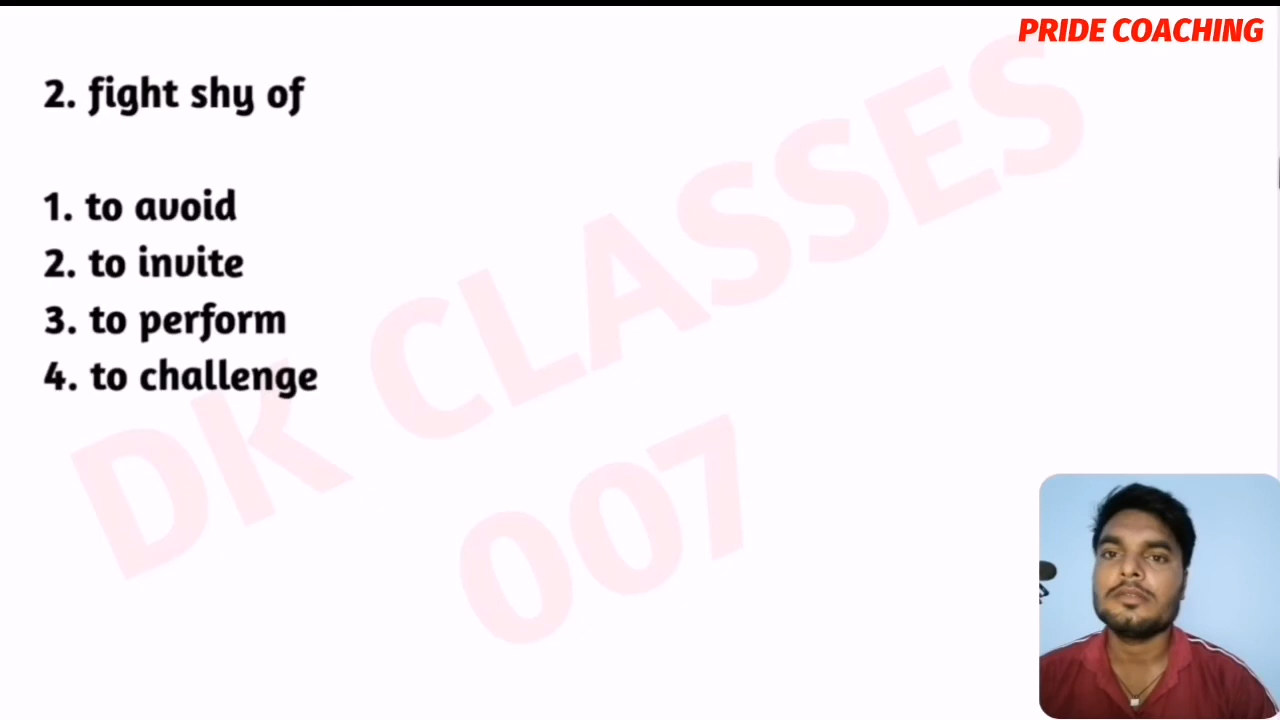 PRIDE COACHING
2. fight shy of
1. to avoid
2. to invite
3. to perform
4. to challenge
DK CLASSES
007